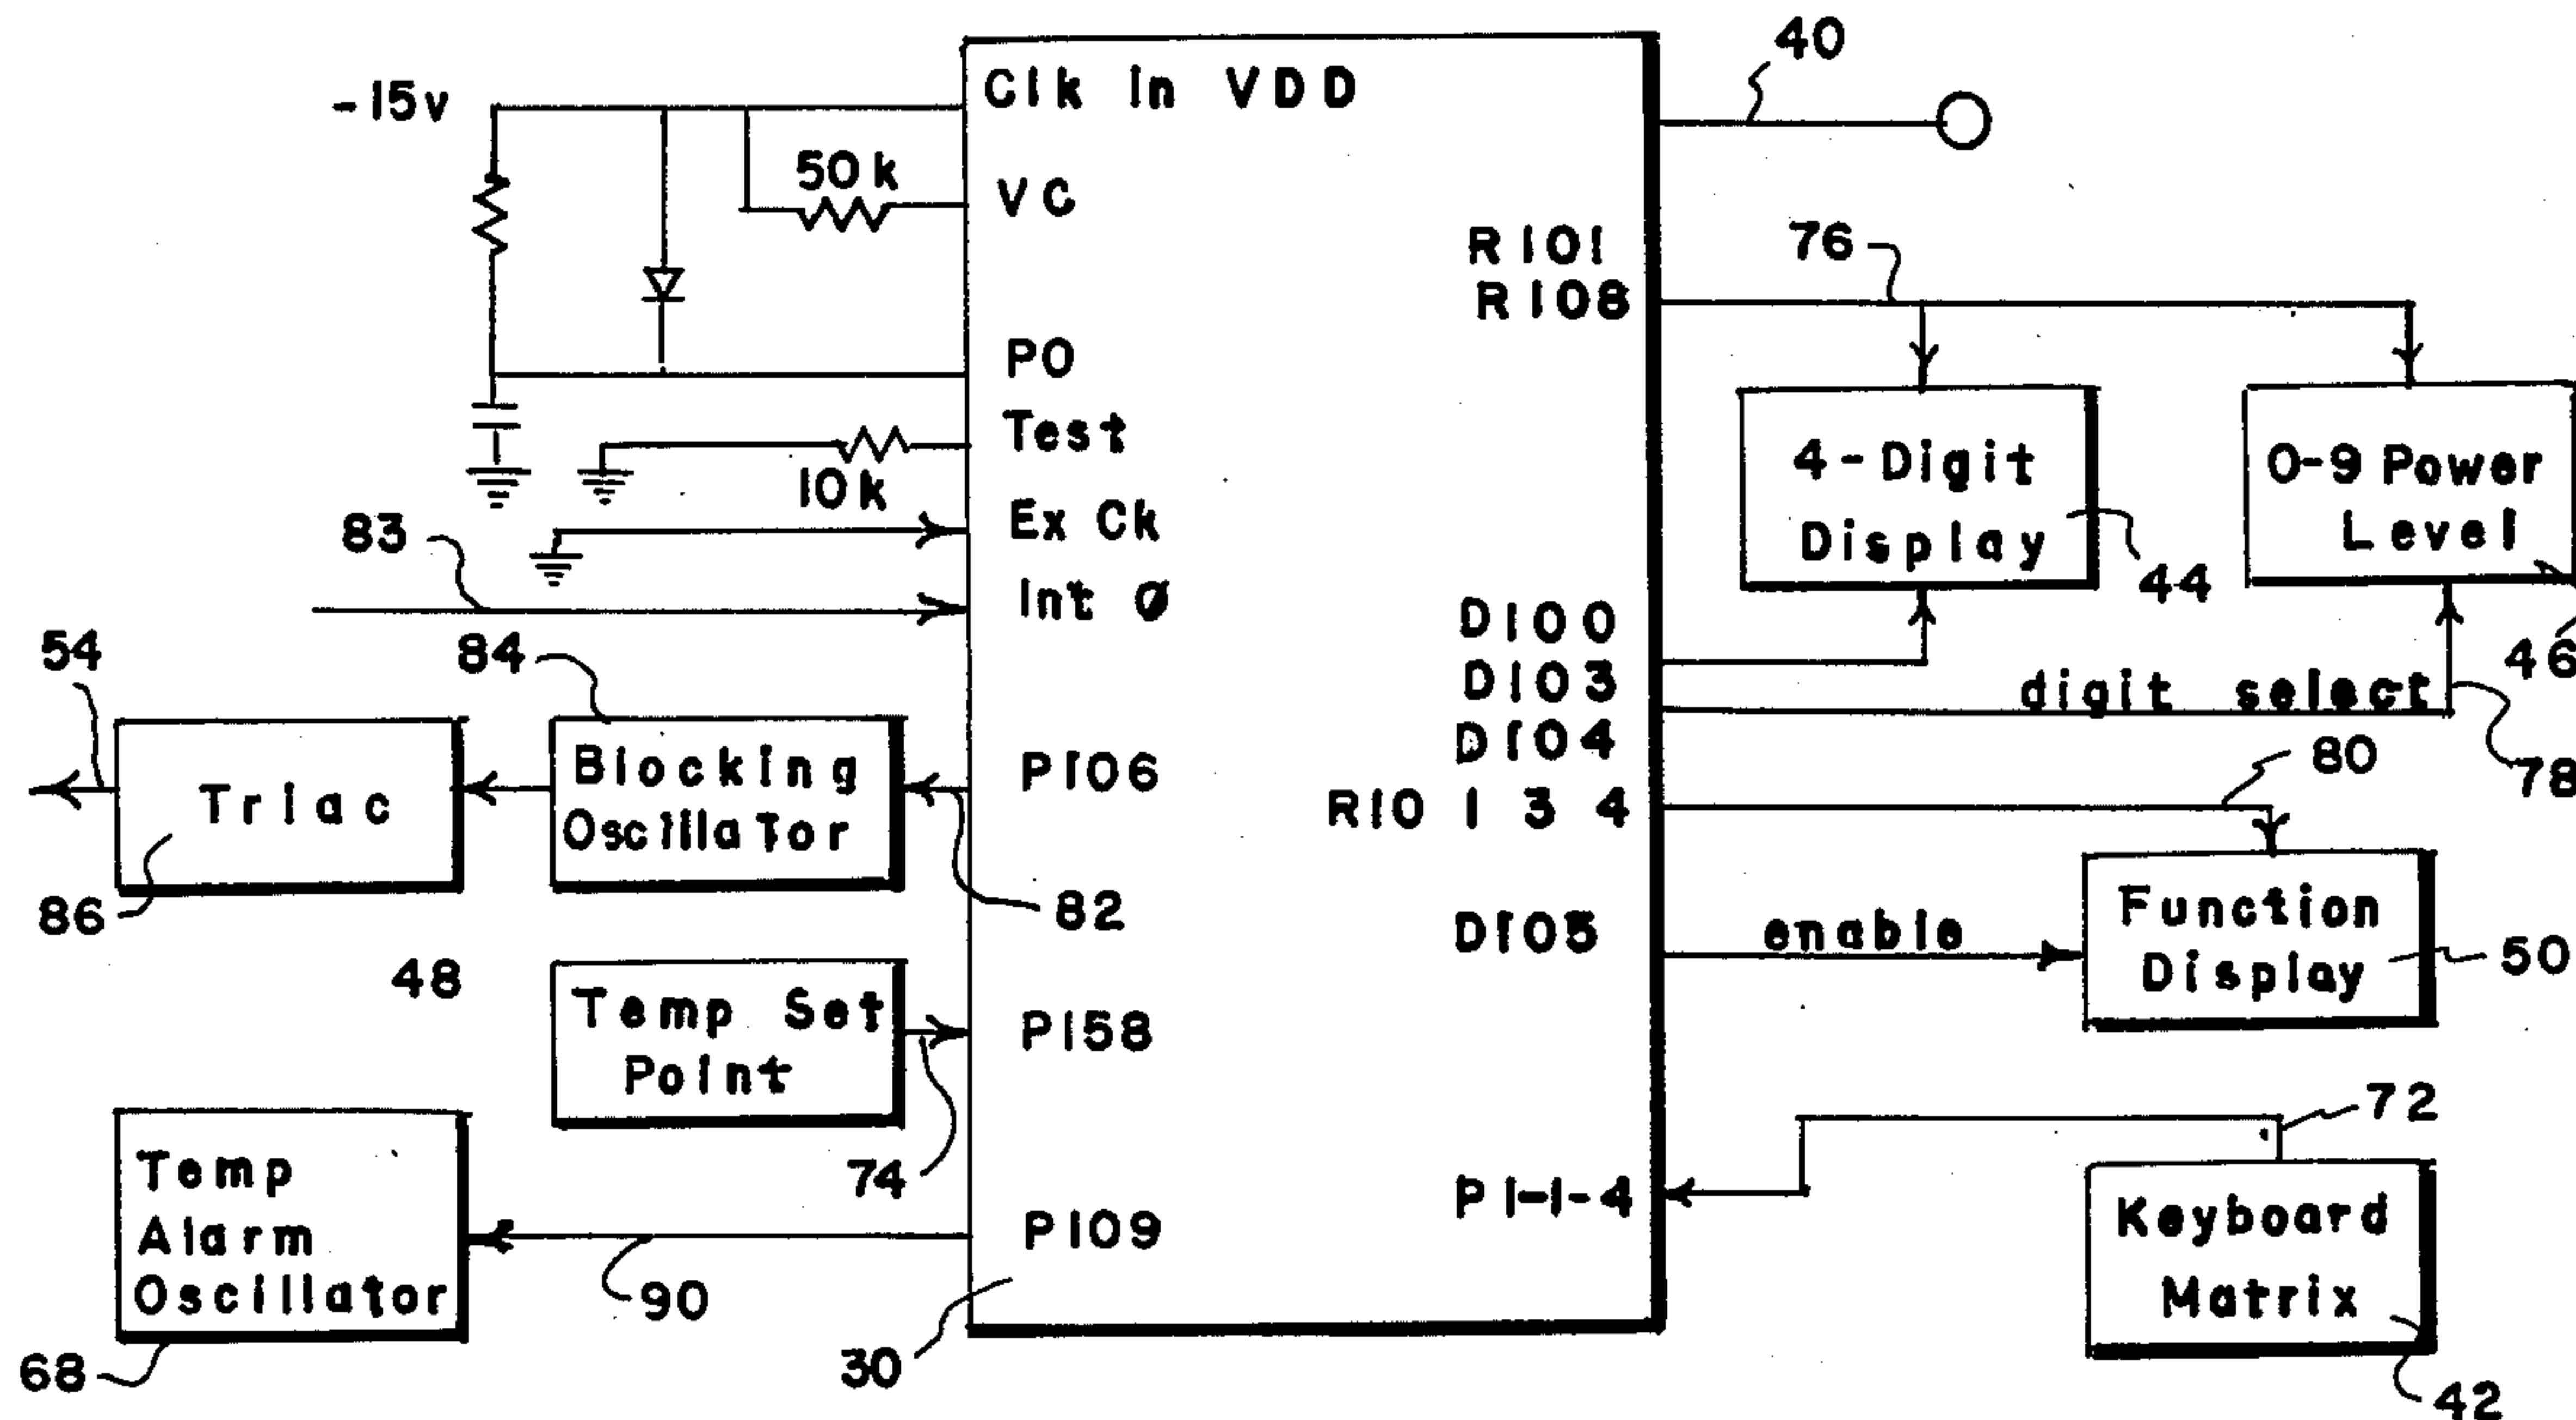 40
Clk In VDD
-15v
50k
VC
R101
R108
76
PO
Test
10k
Ex Ck
83
Int Ø
4-Digit
Display
44
0-9 Power
Level
46
D100
D103
digit select
D104
78
54
84
Triac
86
Blocking
Oscillator
P106
82
R10 1 3 4
80
D105
enable
Function
Display
50
48
Temp Set
Point
P158
74
72
P1-1-4
Keyboard
Matrix
42
Temp
Alarm
Oscillator
68
P109
90
30